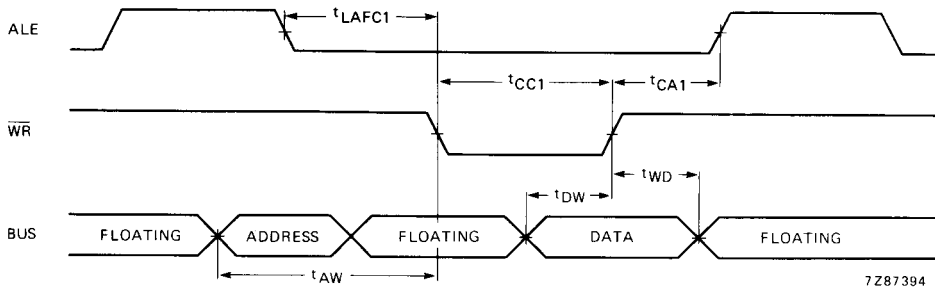 ALE
tLAFC1
tCC1
tCA1
WR
tWD
tDW
BUS
FLOATING
ADDRESS
FLOATING
DATA
FLOATING
tAW
7Z87394